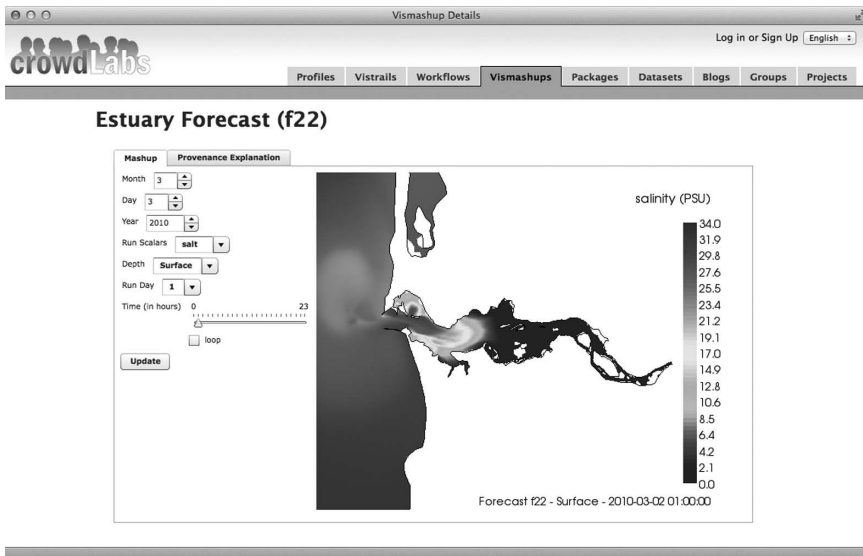 Vismashup Details
Log in or Sign Up English
crowdLabs
Profiles Vistrails Workflows Vismashups Packages Datasets Blogs Groups Projects
Estuary Forecast (f22)
Mashup Provenance Explanation
Month 3
Day 3
Year 2010
Run Scalars salt
Depth Surface
Run Day 1
Time (in hours) 0 23
loop
Update
salinity (PSU)
34.0
31.9
29.8
27.6
25.5
23.4
21.2
19.1
17.0
14.9
12.8
10.6
8.5
6.4
4.2
2.1
0.0
Forecast f22 - Surface - 2010-03-02 01:00:00